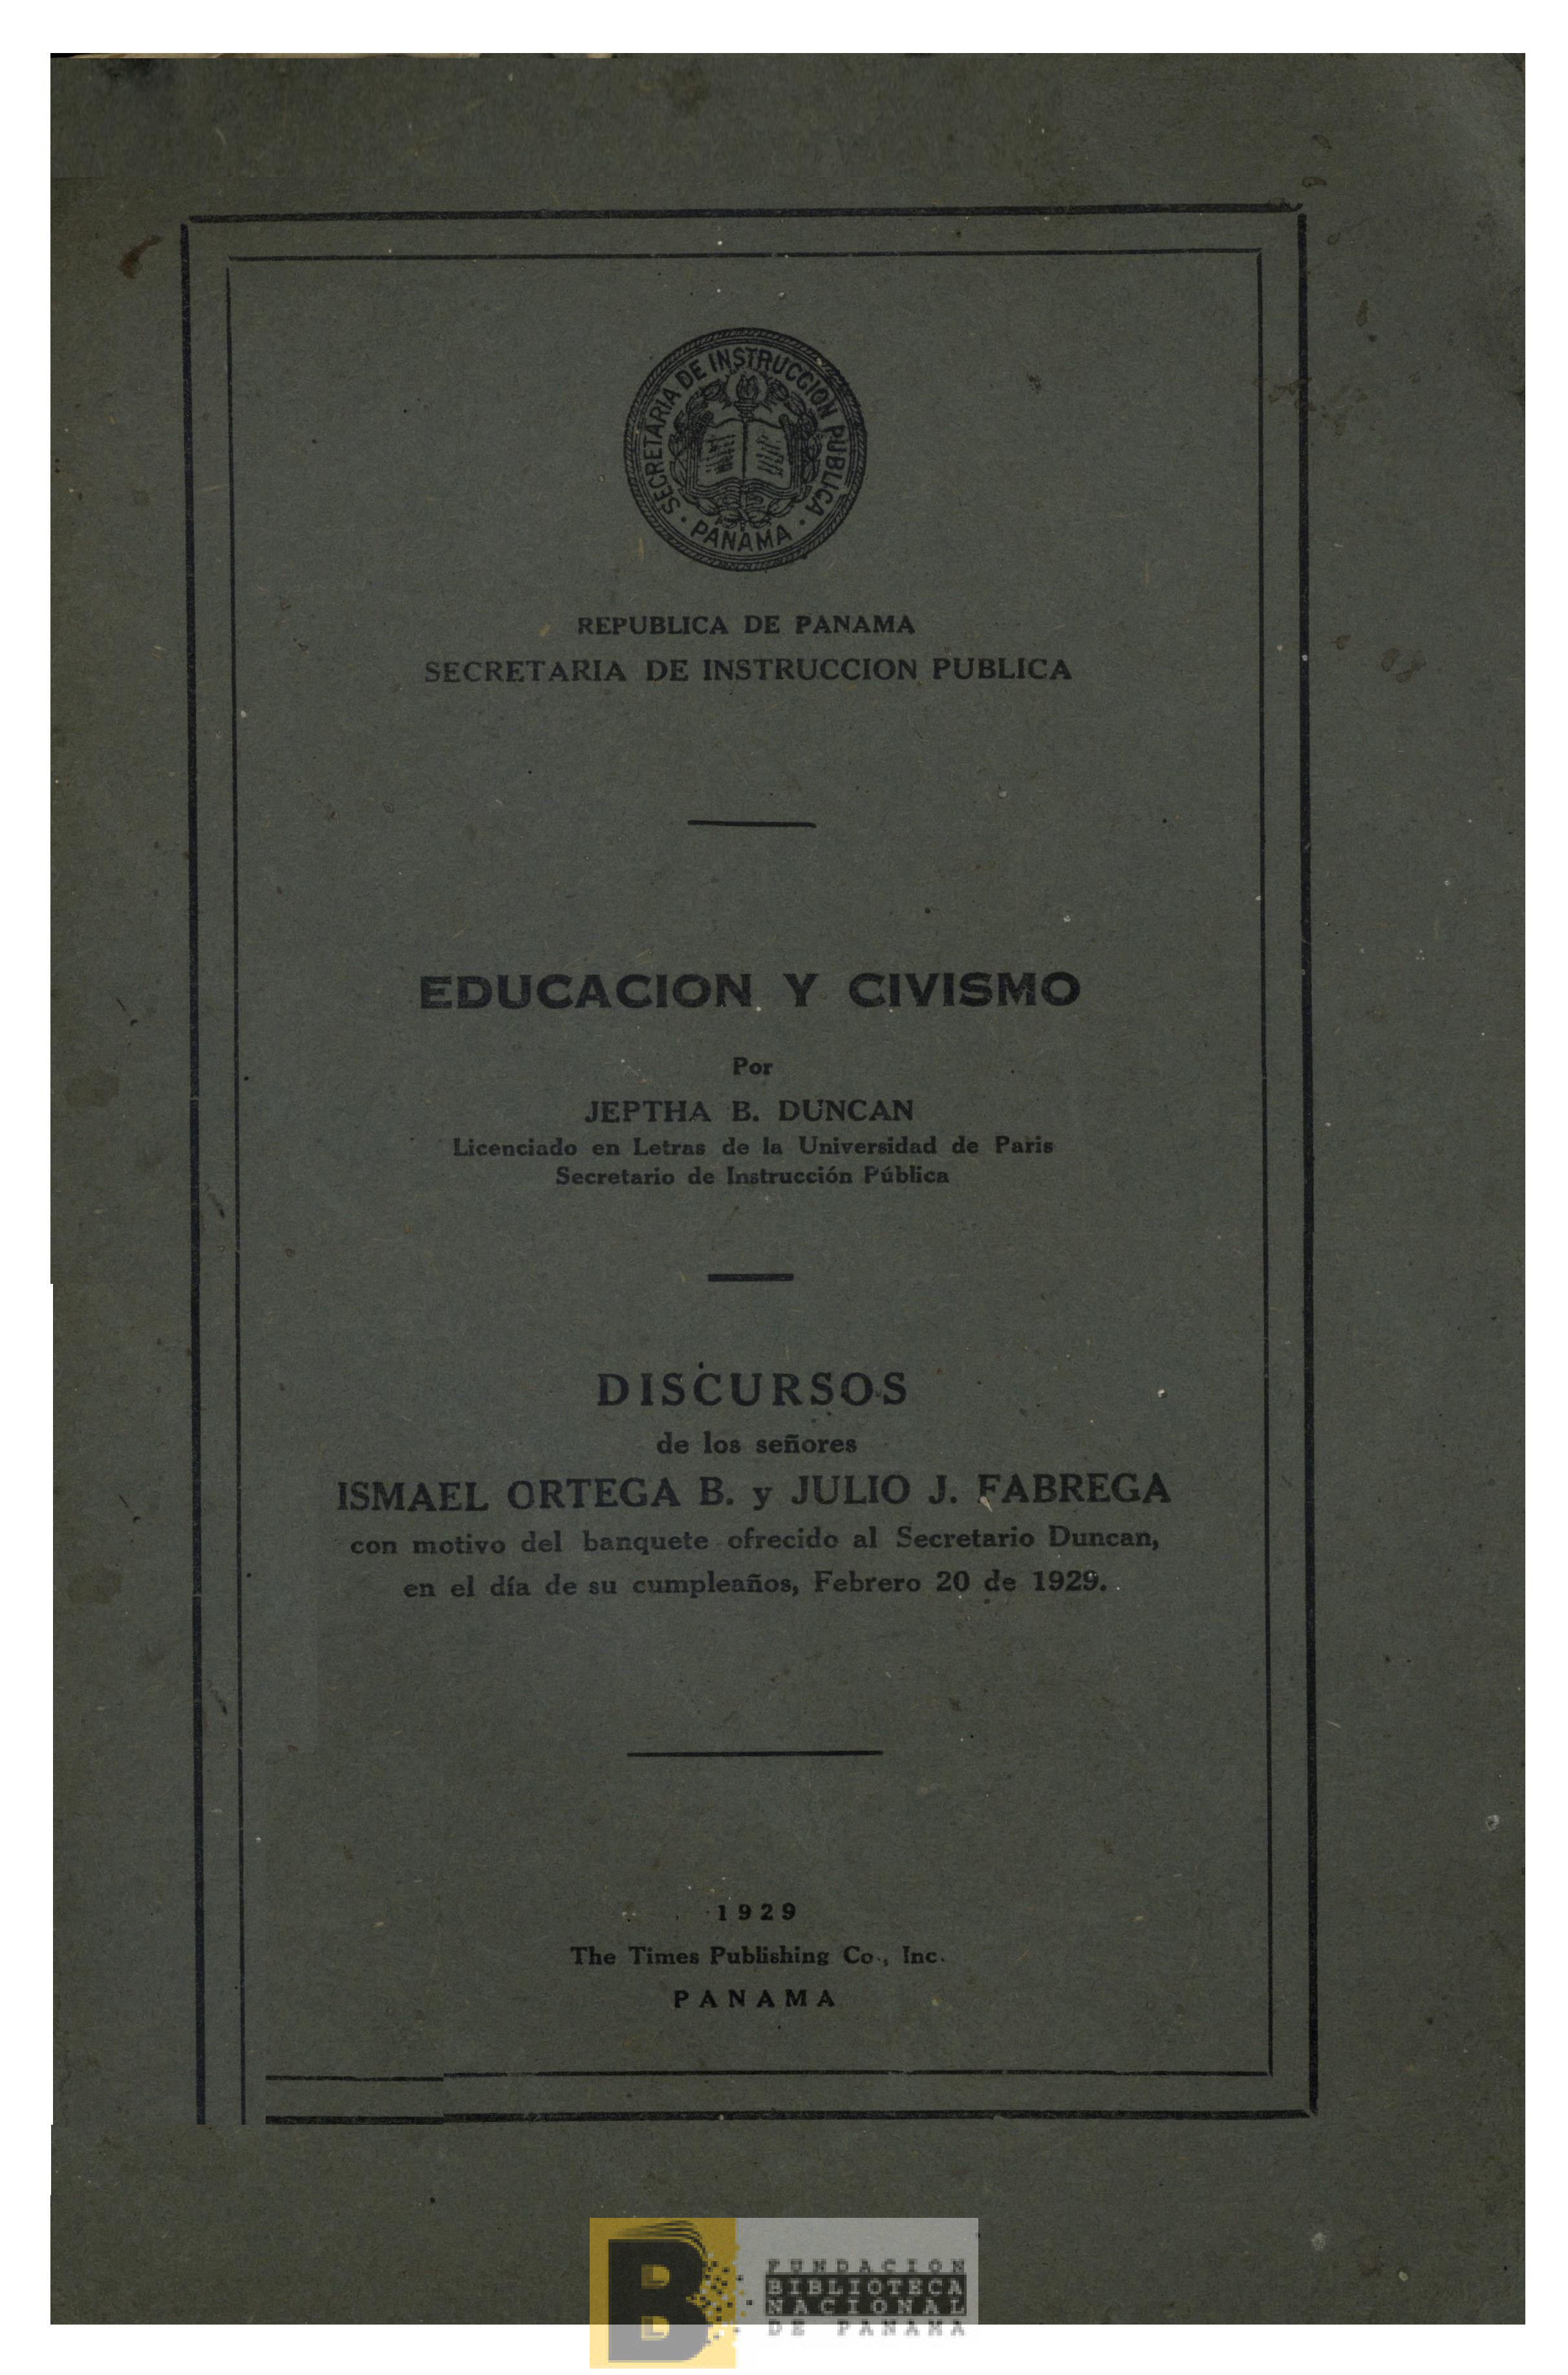 SECRETARIA DE INSTRUCCION PUBLICA
· PANAMA ·
REPUBLICA DE PANAMA
SECRETARIA DE INSTRUCCION PUBLICA
EDUCACION Y CIVISMO
Por
JEPTHA B. DUNCAN
Licenciado en Letras de la Universidad de Paris
Secretario de Instrucción Pública
DISCURSOS
de los señores
ISMAEL ORTEGA B. y JULIO J. FABREGA
con motivo del banquete ofrecido al Secretario Duncan,
en el día de su cumpleaños, Febrero 20 de 1929.
1929
The Times Publishing Co., Inc.
PANAMA
B
FUNDACION
BIBLIOTECA
NACIONAL
DE PANAMA